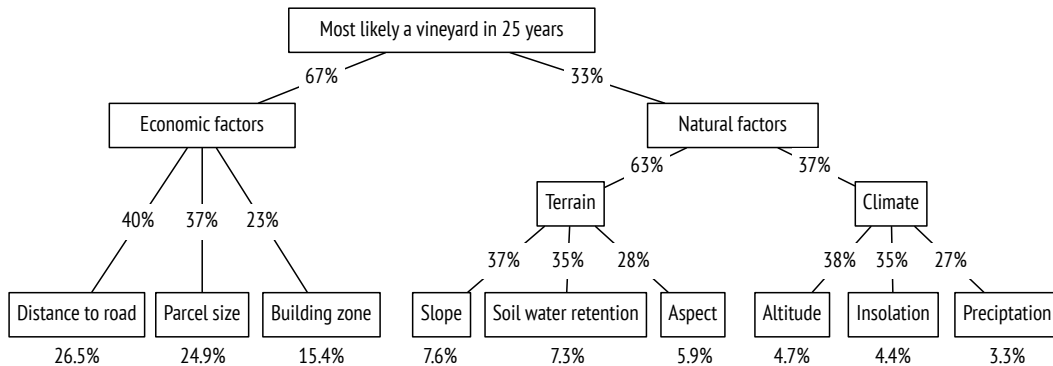 Most likely a vineyard in 25 years
67% 33%
Economic factors Natural factors
63% 37%
Terrain Climate
40% 37% 23%
37% 35% 28% 38% 35% 27%
Distance to road Parcel size Building zone Slope Soil water retention Aspect Altitude Insolation Preciptation
26.5% 24.9% 15.4% 7.6% 7.3% 5.9% 4.7% 4.4% 3.3%